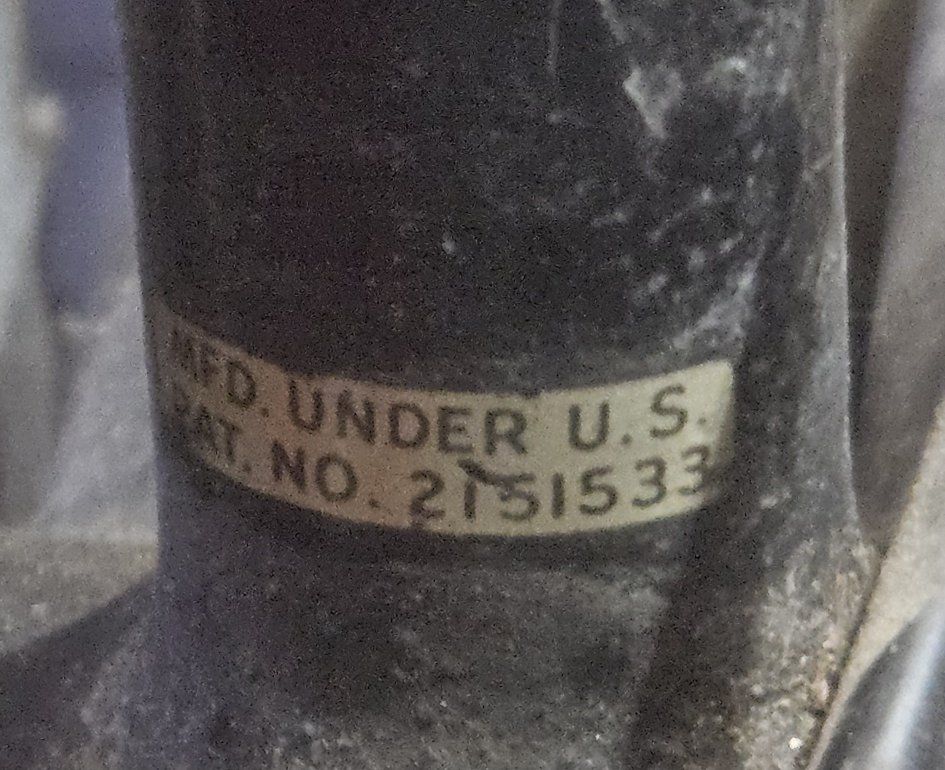 MFD. UNDER U.S.
PAT. NO. 2151533